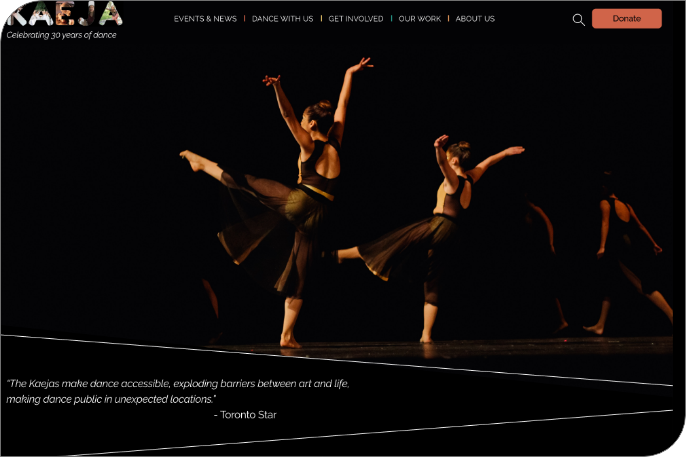 KAEJA
Celebrating 30 years of dance
EVENTS & NEWS | DANCE WITH US | GET INVOLVED | OUR WORK | ABOUT US
Donate
“The Kaejas make dance accessible, exploding barriers between art and life,
making dance public in unexpected locations.”
- Toronto Star